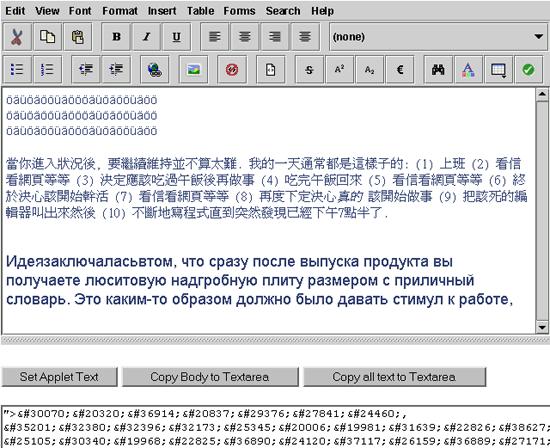 Edit View Font Format Insert Table Forms Search Help
B I U (none)
S A² A₂ €
öäüöäööüäöööäüöäööüäöö
öäüöäööüäöööäüöäööüäöö
öäüöäööüäöööäüöäööüäöö
當你進入狀況後, 要繼續維持並不算太難. 我的一天通常都是這樣子的: (1) 上班 (2) 看信
看網頁等等 (3) 決定應該吃過午飯後再做事 (4) 吃完午飯回來 (5) 看信看網頁等等 (6) 終
於決心該開始幹活 (7) 看信看網頁等等 (8) 再度下定決心真的 該開始做事 (9) 把該死的編
輯器叫出來然後 (10) 不斷地寫程式直到突然發現已經下午7點半了.
Идеязаключаласьвтом, что сразу после выпуска продукта вы
получаете люситовую надгробную плиту размером с приличный
словарь. Это каким-то образом должно было давать стимул к работе,
Set Applet Text Copy Body to Textarea Copy all text to Textarea
">&#30070;&#20320;&#36914;&#20837;&#29376;&#27841;&#24460;,
&#35201;&#32380;&#32396;&#32173;&#25345;&#20006;&#19981;&#31639;&#22826;&#38627;
&#25105;&#30340;&#19968;&#22825;&#36890;&#24120;&#37117;&#26159;&#36889;&#27171;